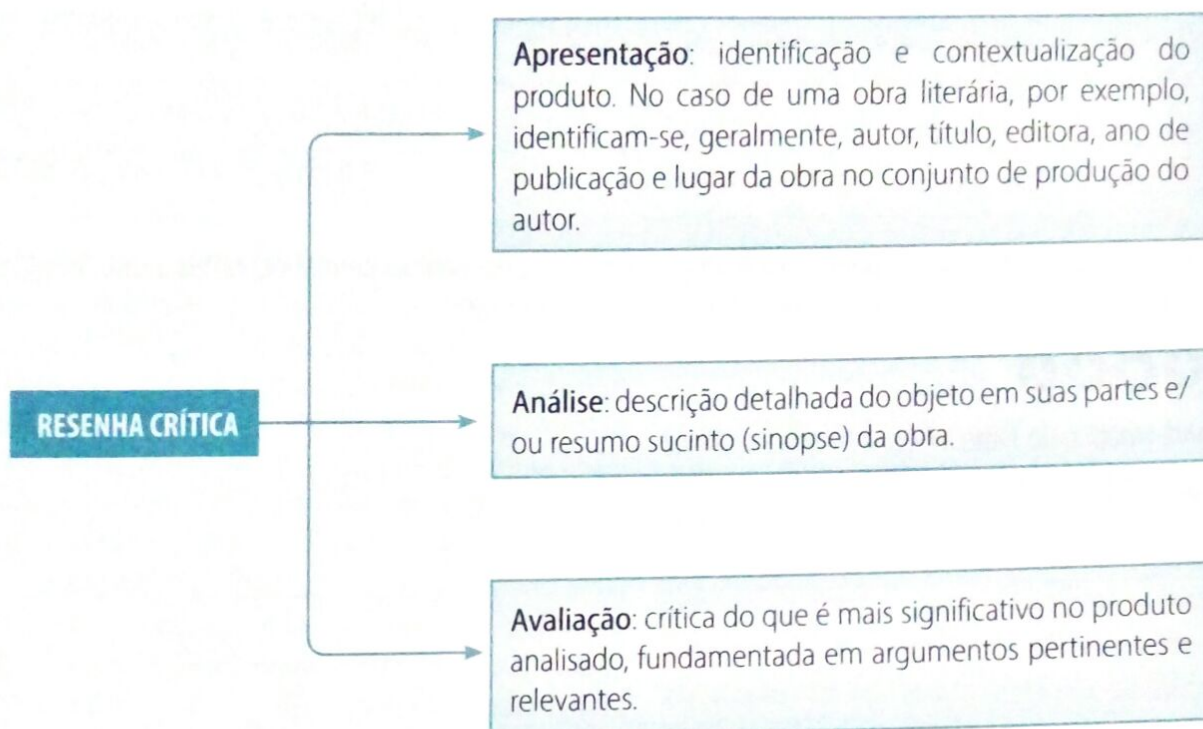 Apresentação: identificação e contextualização do
produto. No caso de uma obra literária, por exemplo,
identificam-se, geralmente, autor, título, editora, ano de
publicação e lugar da obra no conjunto de produção do
autor.
RESENHA CRÍTICA
Análise: descrição detalhada do objeto em suas partes e/
ou resumo sucinto (sinopse) da obra.
Avaliação: crítica do que é mais significativo no produto
analisado, fundamentada em argumentos pertinentes e
relevantes.